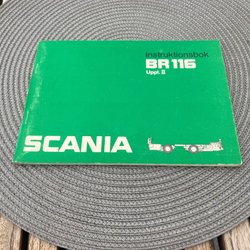 Instruktionsbok
BR 116
Uppl. II
SCANIA